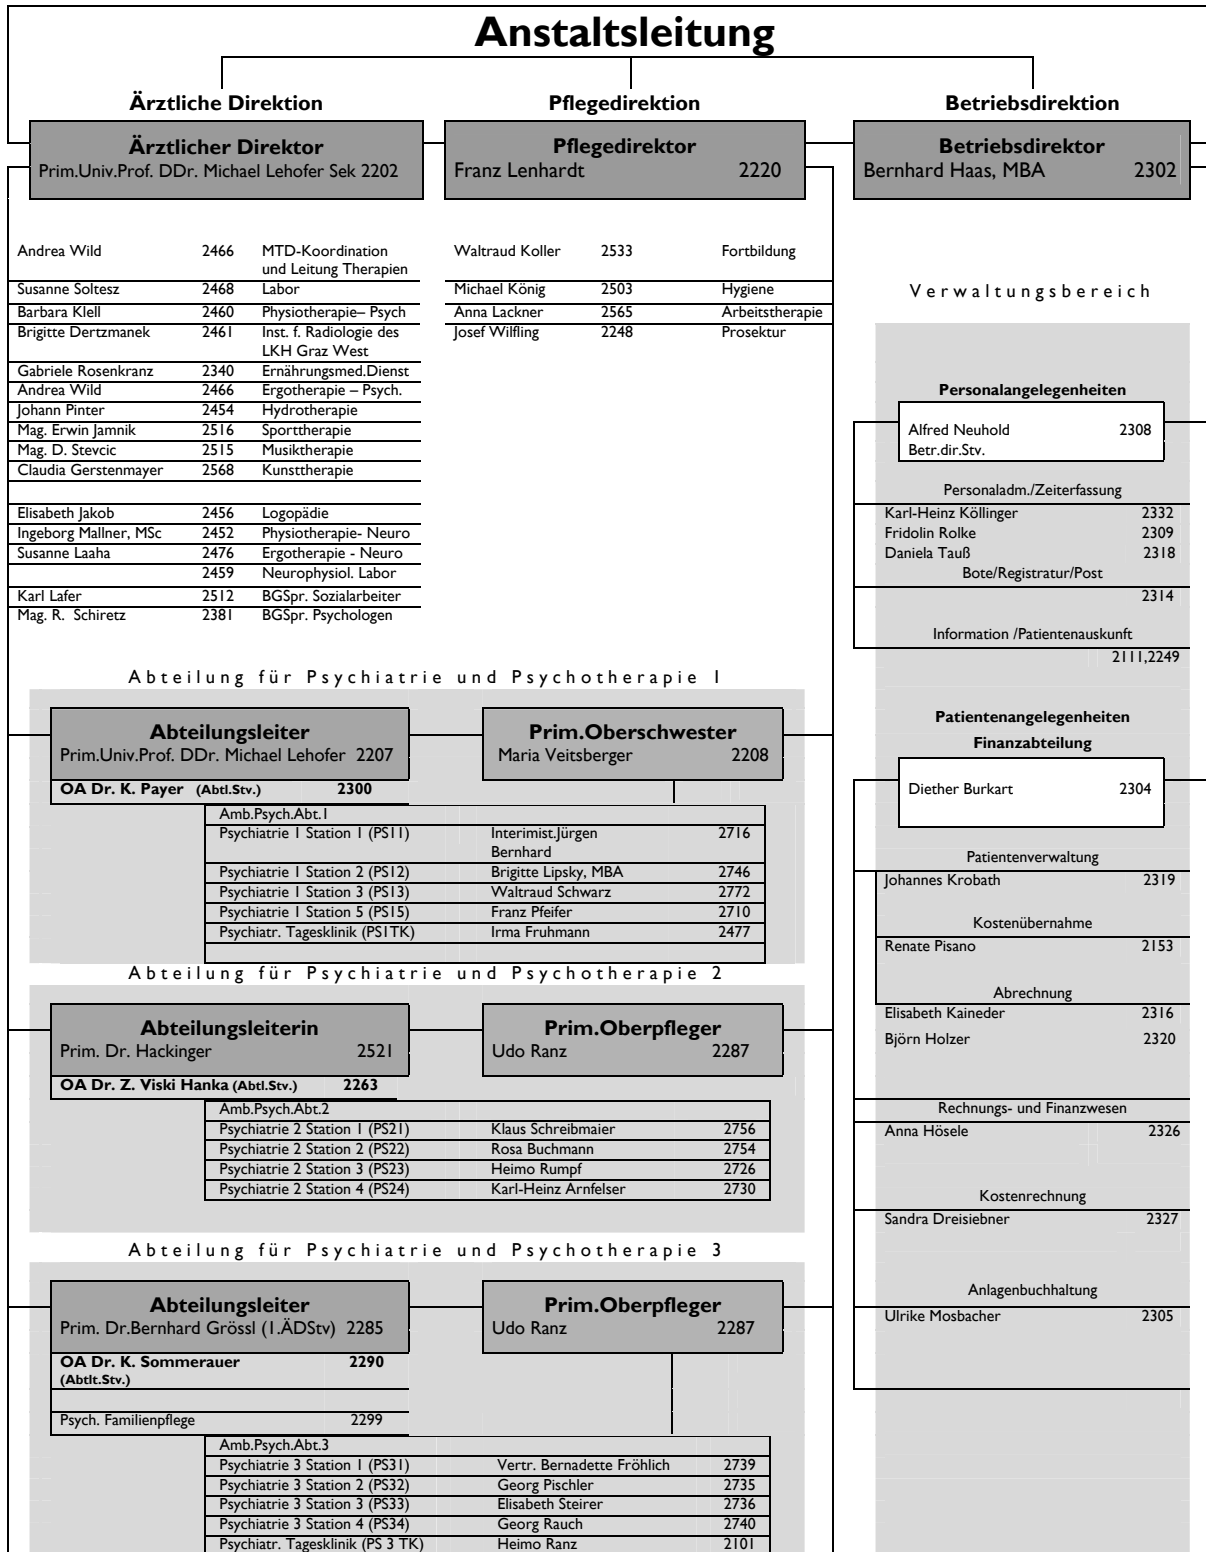 Anstaltsleitung
Ärztliche Direktion
Pflegedirektion
Betriebsdirektion
Ärztlicher Direktor
Prim.Univ.Prof. DDr. Michael Lehofer Sek 2202
Pflegedirektor
Franz Lenhardt 2220
Betriebsdirektor
Bernhard Haas, MBA 2302
Andrea Wild 2466 MTD-Koordination
und Leitung Therapien
Susanne Soltesz 2468 Labor
Barbara Klell 2460 Physiotherapie– Psych
Brigitte Dertzmanek 2461 Inst. f. Radiologie des
LKH Graz West
Gabriele Rosenkranz 2340 Ernährungsmed.Dienst
Andrea Wild 2466 Ergotherapie – Psych.
Johann Pinter 2454 Hydrotherapie
Mag. Erwin Jamnik 2516 Sporttherapie
Mag. D. Stevcic 2515 Musiktherapie
Claudia Gerstenmayer 2568 Kunsttherapie
Elisabeth Jakob 2456 Logopädie
Ingeborg Mallner, MSc 2452 Physiotherapie- Neuro
Susanne Laaha 2476 Ergotherapie - Neuro
2459 Neurophysiol. Labor
Karl Lafer 2512 BGSpr. Sozialarbeiter
Mag. R. Schiretz 2381 BGSpr. Psychologen
Waltraud Koller 2533 Fortbildung
Michael König 2503 Hygiene
Anna Lackner 2565 Arbeitstherapie
Josef Wilfling 2248 Prosektur
Abteilung für Psychiatrie und Psychotherapie 1
Abteilungsleiter
Prim.Univ.Prof. DDr. Michael Lehofer 2207
Prim.Oberschwester
Maria Veitsberger 2208
OA Dr. K. Payer (Abtl.Stv.) 2300
Amb.Psych.Abt.1
Psychiatrie 1 Station 1 (PS11) Interimist.Jürgen 2716
Bernhard
Psychiatrie 1 Station 2 (PS12) Brigitte Lipsky, MBA 2746
Psychiatrie 1 Station 3 (PS13) Waltraud Schwarz 2772
Psychiatrie 1 Station 5 (PS15) Franz Pfeifer 2710
Psychiatr. Tagesklinik (PS1TK) Irma Fruhmann 2477
Abteilung für Psychiatrie und Psychotherapie 2
Abteilungsleiterin
Prim. Dr. Hackinger 2521
Prim.Oberpfleger
Udo Ranz 2287
OA Dr. Z. Viski Hanka (Abtl.Stv.) 2263
Amb.Psych.Abt.2
Psychiatrie 2 Station 1 (PS21) Klaus Schreibmaier 2756
Psychiatrie 2 Station 2 (PS22) Rosa Buchmann 2754
Psychiatrie 2 Station 3 (PS23) Heimo Rumpf 2726
Psychiatrie 2 Station 4 (PS24) Karl-Heinz Arnfelser 2730
Abteilung für Psychiatrie und Psychotherapie 3
Abteilungsleiter
Prim. Dr.Bernhard Grössl (1.ÄDStv) 2285
Prim.Oberpfleger
Udo Ranz 2287
OA Dr. K. Sommerauer 2290
(Abtlt.Stv.)
Psych. Familienpflege 2299
Amb.Psych.Abt.3
Psychiatrie 3 Station 1 (PS31) Vertr. Bernadette Fröhlich 2739
Psychiatrie 3 Station 2 (PS32) Georg Pischler 2735
Psychiatrie 3 Station 3 (PS33) Elisabeth Steirer 2736
Psychiatrie 3 Station 4 (PS34) Georg Rauch 2740
Psychiatr. Tagesklinik (PS 3 TK) Heimo Ranz 2101
Verwaltungsbereich
Personalangelegenheiten
Alfred Neuhold 2308
Betr.dir.Stv.
Personaladm./Zeiterfassung
Karl-Heinz Köllinger 2332
Fridolin Rolke 2309
Daniela Tauß 2318
Bote/Registratur/Post
2314
Information /Patientenauskunft
2111,2249
Patientenangelegenheiten
Finanzabteilung
Diether Burkart 2304
Patientenverwaltung
Johannes Krobath 2319
Kostenübernahme
Renate Pisano 2153
Abrechnung
Elisabeth Kaineder 2316
Björn Holzer 2320
Rechnungs- und Finanzwesen
Anna Hösele 2326
Kostenrechnung
Sandra Dreisiebner 2327
Anlagenbuchhaltung
Ulrike Mosbacher 2305